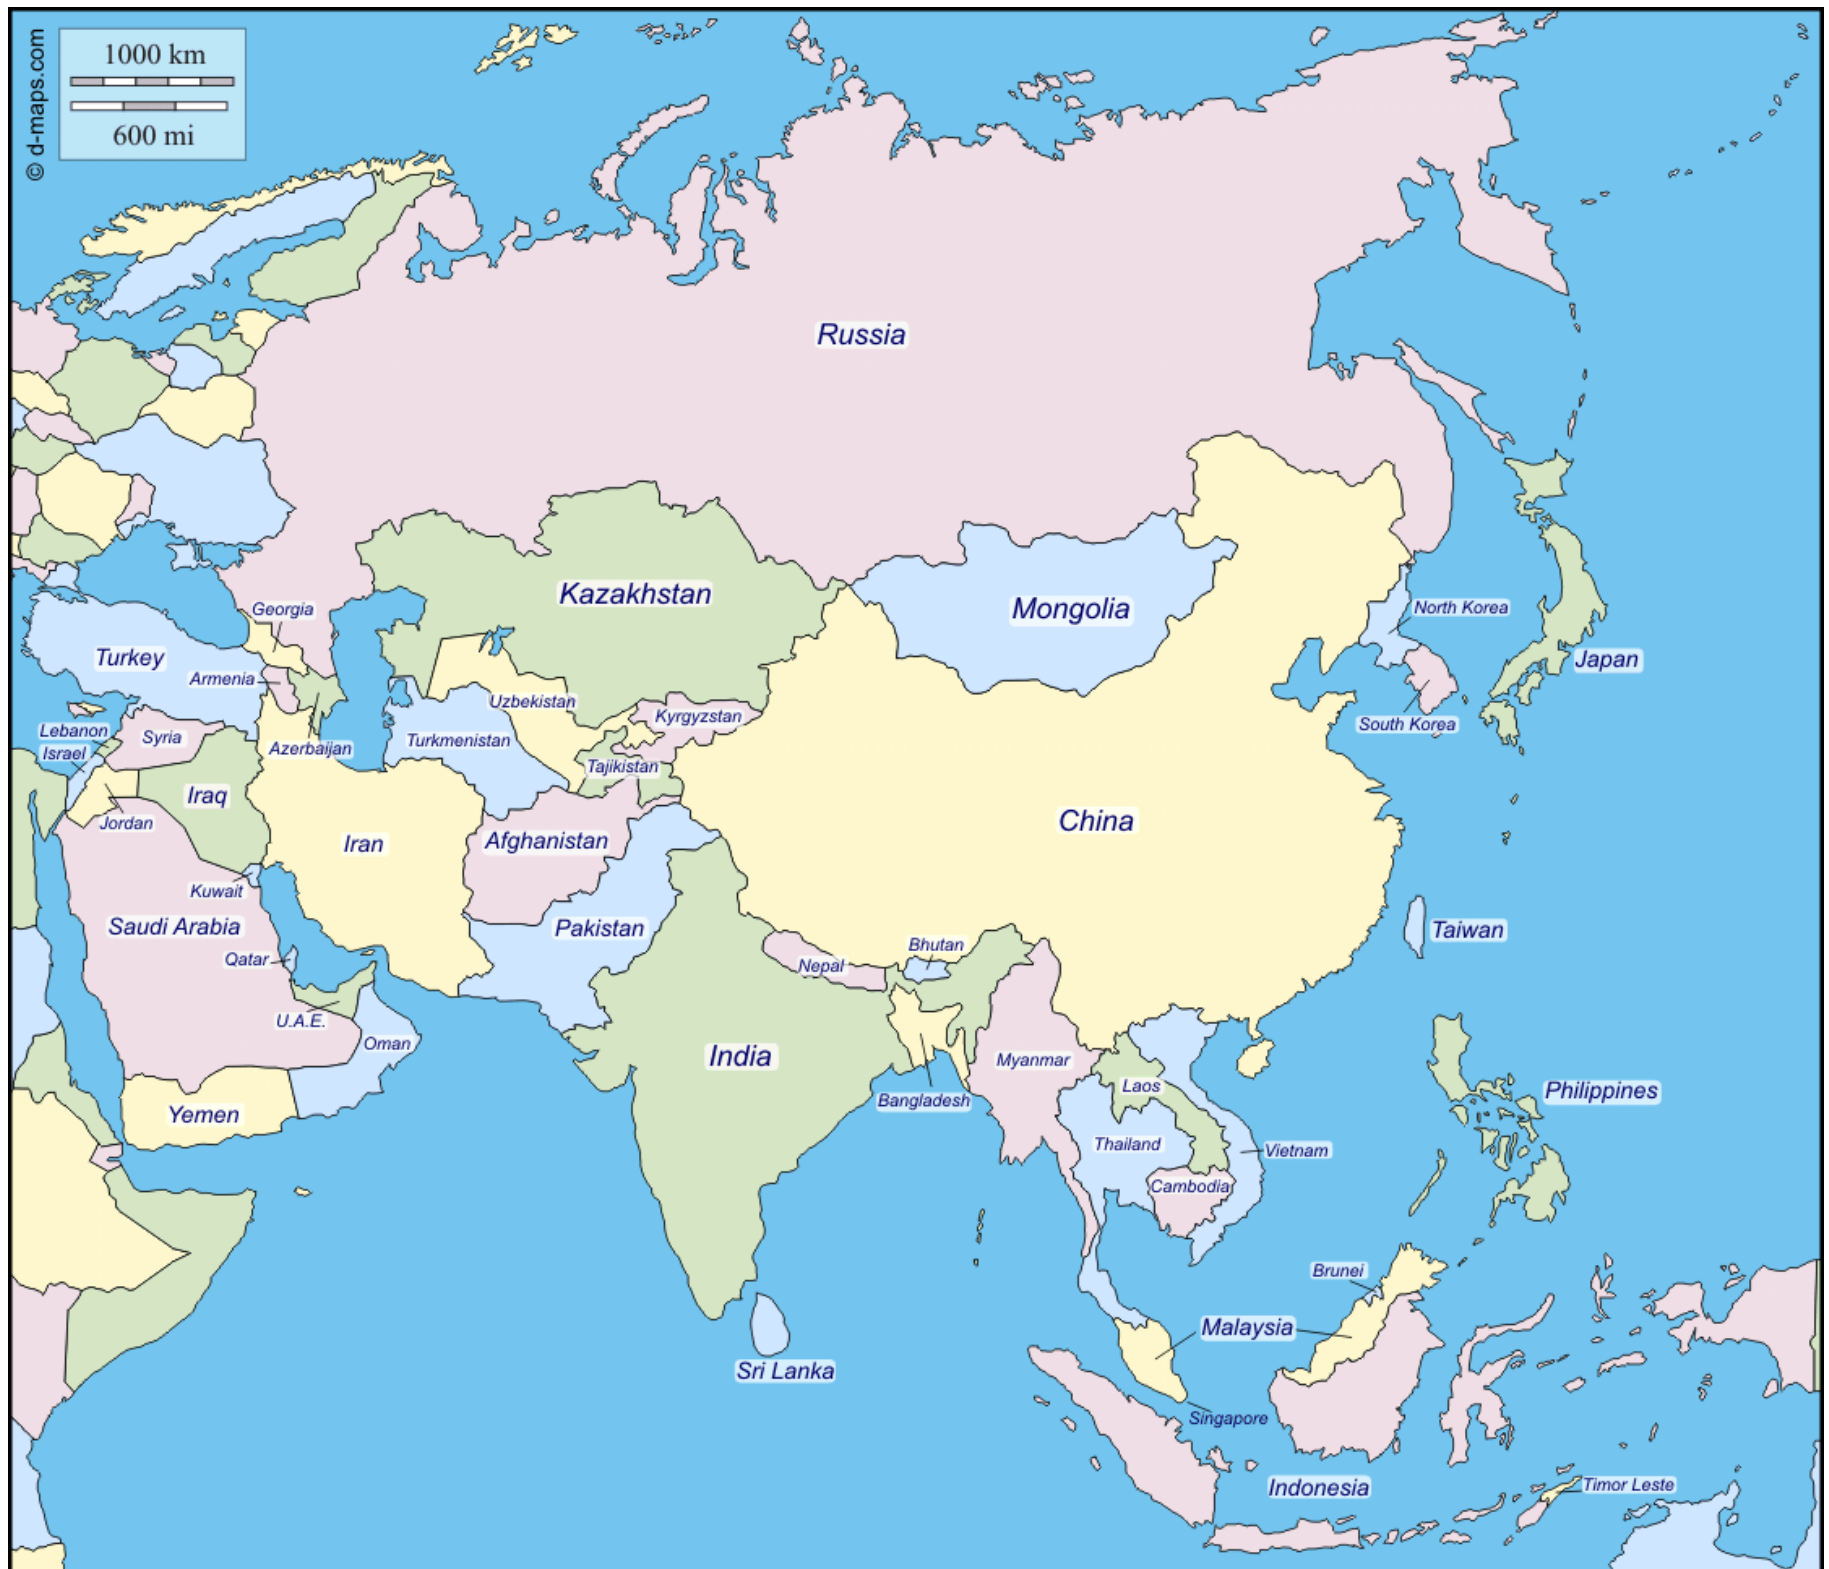 © d-maps.com
1000 km
600 mi
Russia
Kazakhstan
Mongolia
Georgia
North Korea
Turkey
Armenia
Japan
Uzbekistan
Kyrgyzstan
Lebanon
Syria
Israel
Azerbaijan
Turkmenistan
South Korea
Tajikistan
Iraq
Jordan
Iran
Afghanistan
China
Kuwait
Saudi Arabia
Pakistan
Taiwan
Qatar
Nepal
Bhutan
U.A.E.
Oman
India
Myanmar
Laos
Philippines
Yemen
Bangladesh
Thailand
Vietnam
Cambodia
Brunei
Malaysia
Sri Lanka
Singapore
Indonesia
Timor Leste